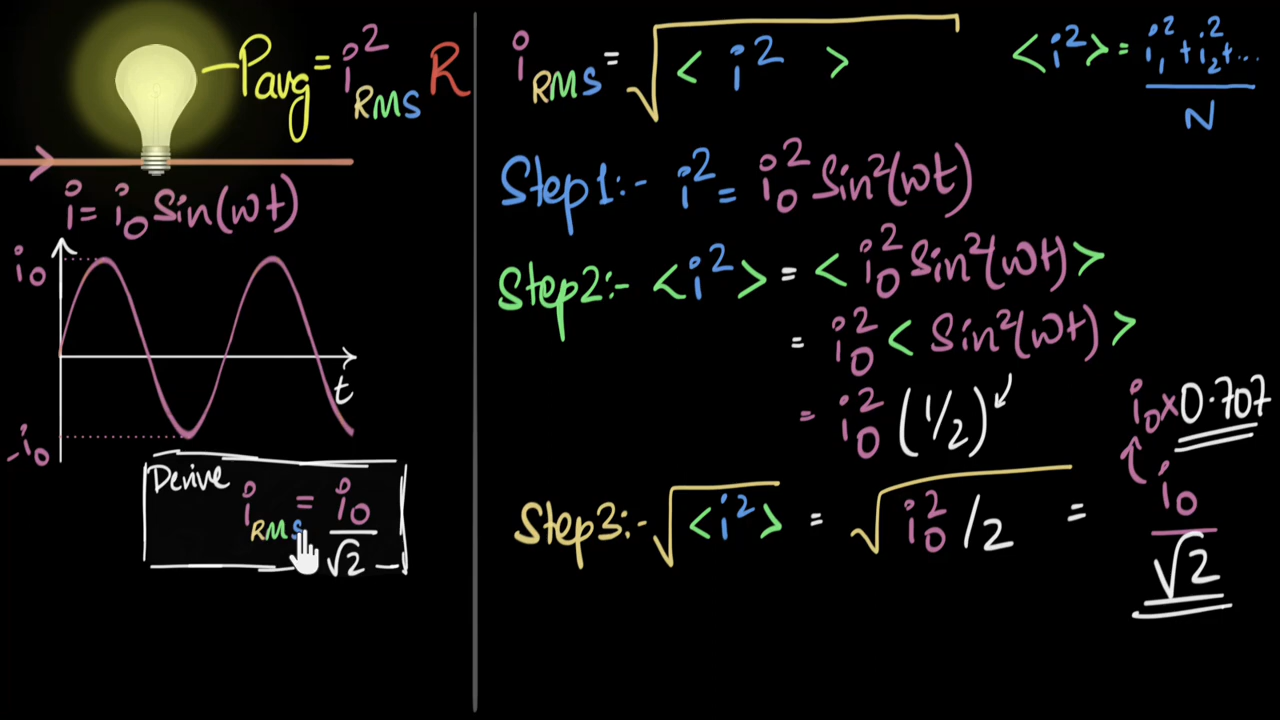 Pavg = i²RMS R
i = i₀ Sin(ωt)
i₀
t
-i₀
Derive
iRMS = i₀/√2
iRMS = √< i² >
<i²> = (i₁² + i₂² + ...)/N
Step1:- i² = i₀² Sin²(ωt)
Step2:- <i²> = < i₀² Sin²(ωt) >
= i₀² < Sin²(ωt) >
= i₀² (1/2)
i₀ × 0.707
Step3:- √<i²> = √i₀²/2 = i₀/√2